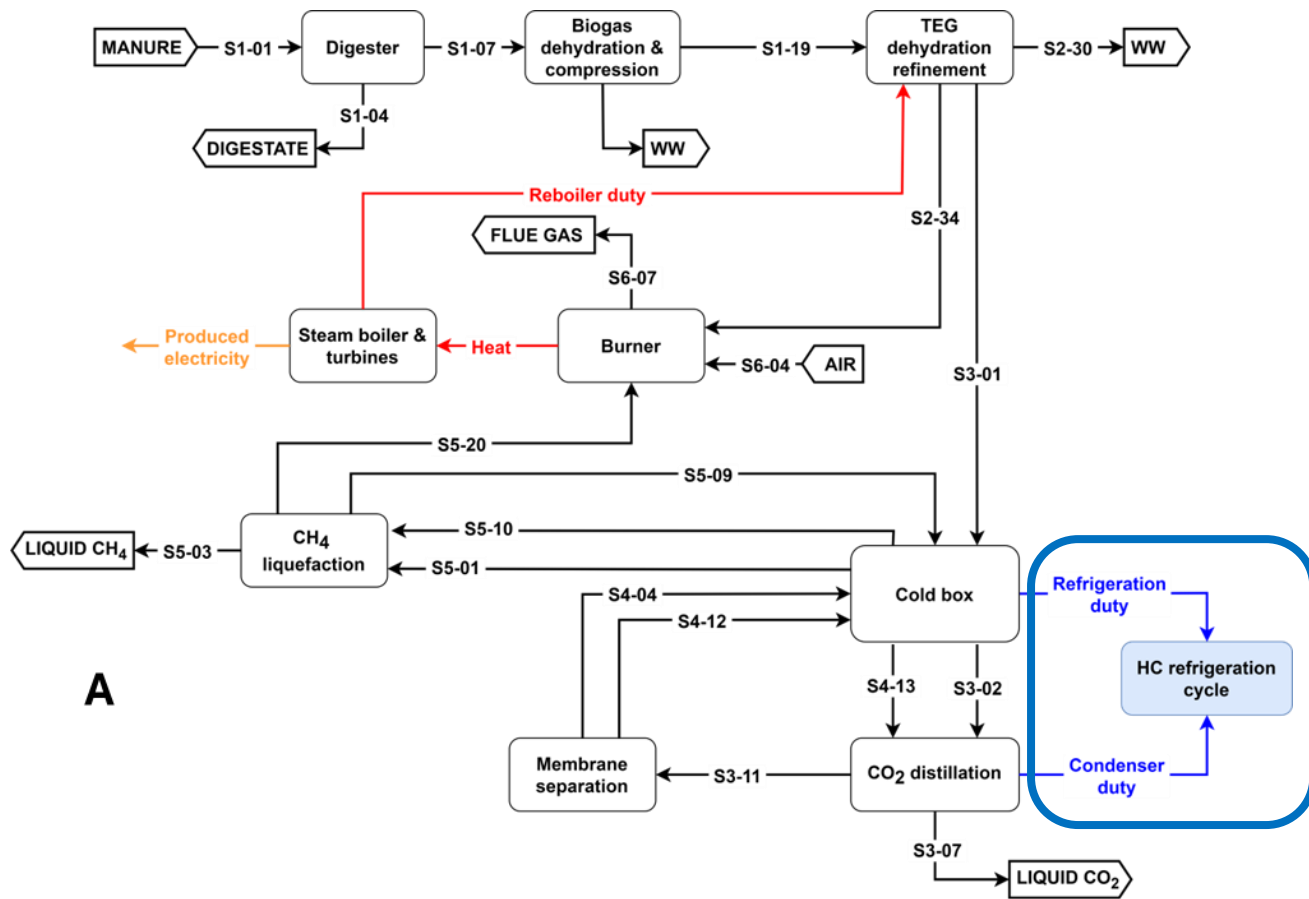 MANURE
S1-01
Digester
S1-07
Biogas
dehydration &
compression
S1-19
TEG
dehydration
refinement
S2-30
WW
S1-04
DIGESTATE
WW
Reboiler duty
S2-34
FLUE GAS
S6-07
Produced
electricity
Steam boiler &
turbines
Heat
Burner
S6-04
AIR
S3-01
S5-20
S5-09
LIQUID CH₄
S5-03
CH₄
liquefaction
S5-10
S5-01
S4-04
S4-12
Cold box
Refrigeration
duty
HC refrigeration
cycle
A
S4-13
S3-02
Membrane
separation
S3-11
CO₂ distillation
Condenser
duty
S3-07
LIQUID CO₂